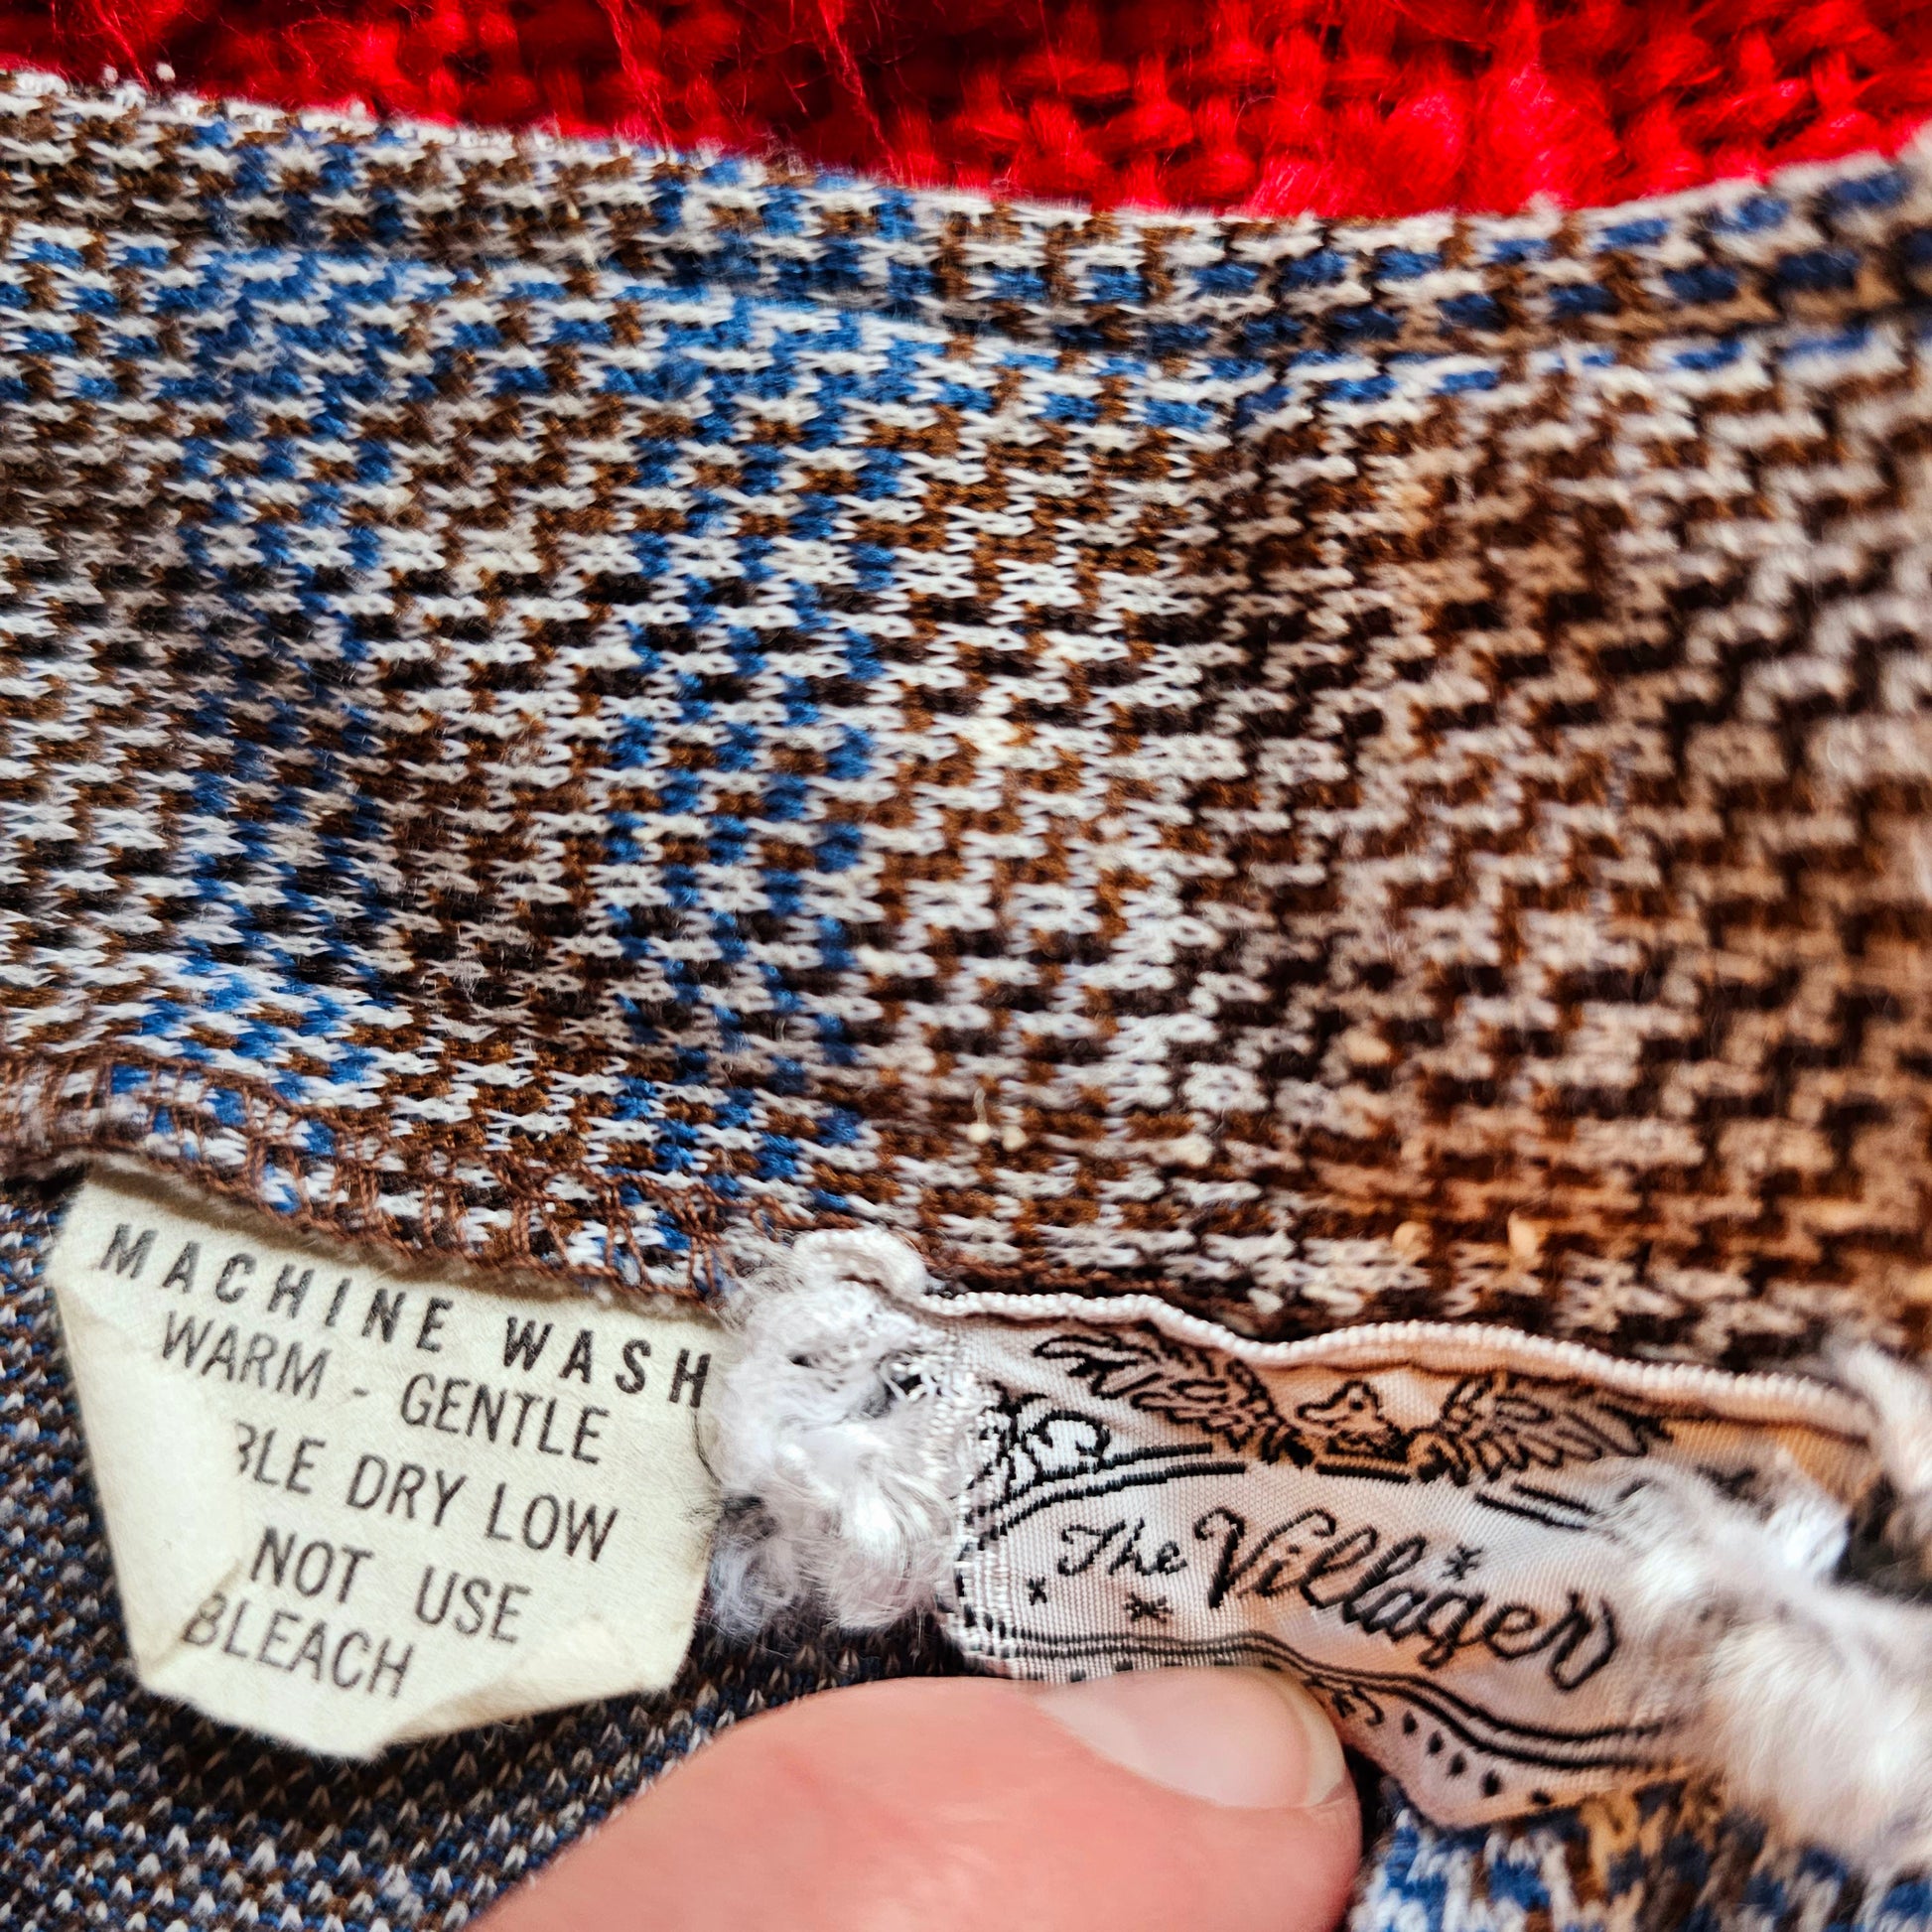 MACHINE WASH
WARM - GENTLE
BLE DRY LOW
NOT USE
BLEACH
The Villager